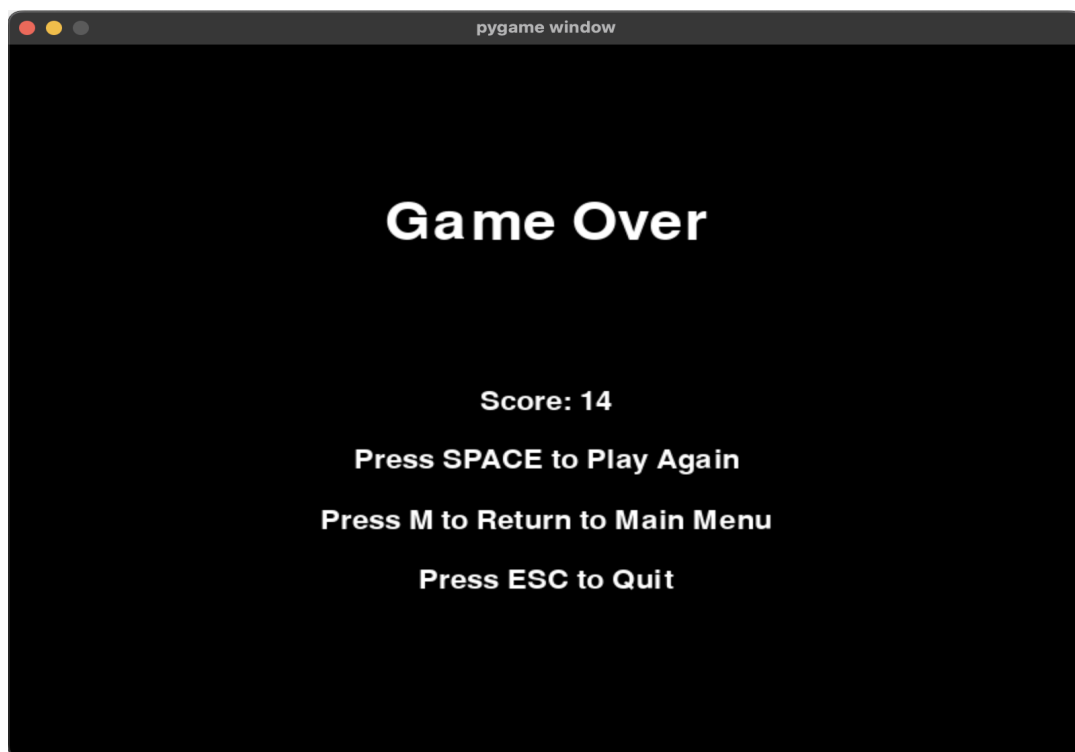 pygame window
Game Over
Score: 14
Press SPACE to Play Again
Press M to Return to Main Menu
Press ESC to Quit